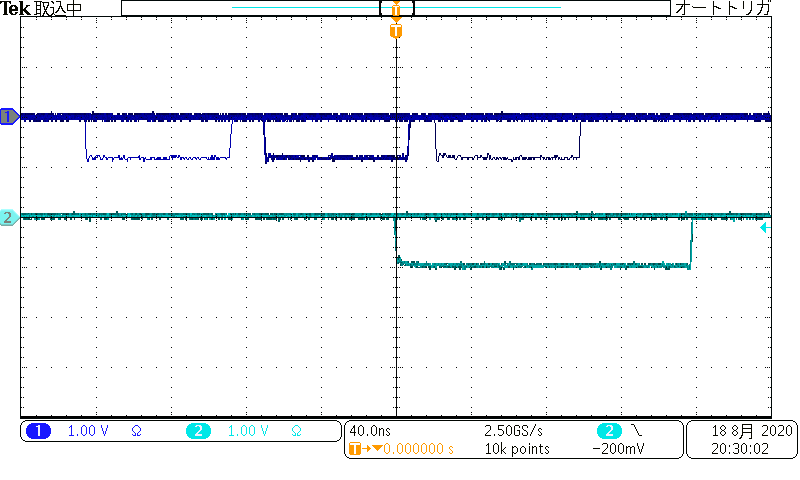 Tek 取込中 T オートトリガ
T
1
2
1 1.00 V Ω 2 1.00 V Ω
40.0ns 2.50GS/s 2 \
T→▼0.000000 s 10k points −200mV
18 8月 2020
20:30:02